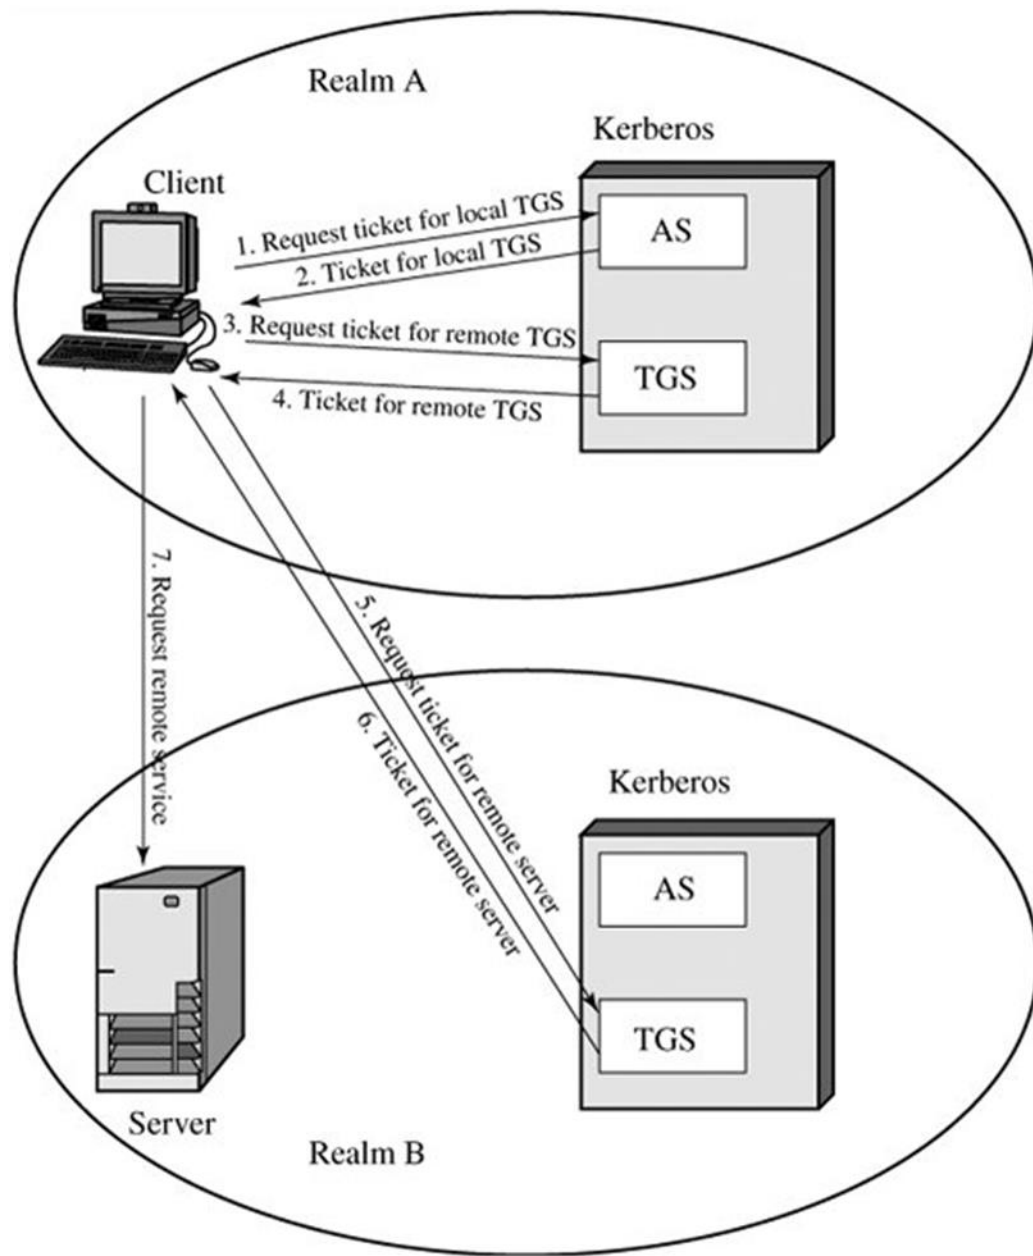 Realm A
Kerberos
Client
1. Request ticket for local TGS
AS
2. Ticket for local TGS
3. Request ticket for remote TGS
TGS
4. Ticket for remote TGS
7. Request remote service
5. Request ticket for remote server
6. Ticket for remote server
Kerberos
AS
TGS
Server
Realm B